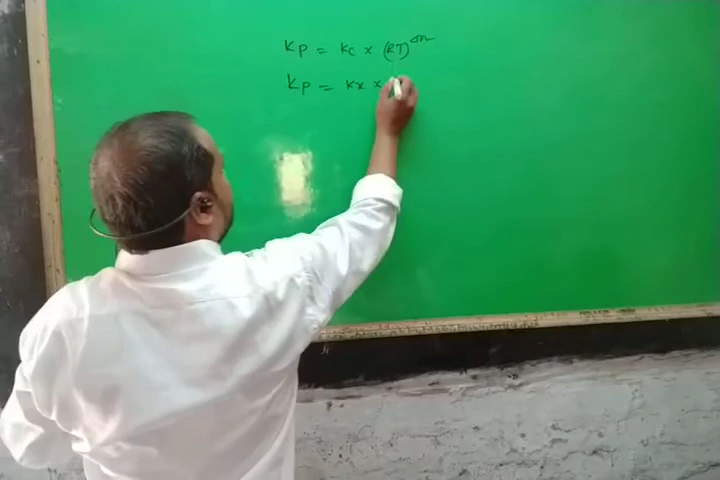 Kp = Kc × (RT)^Δn
Kp = Kx ×